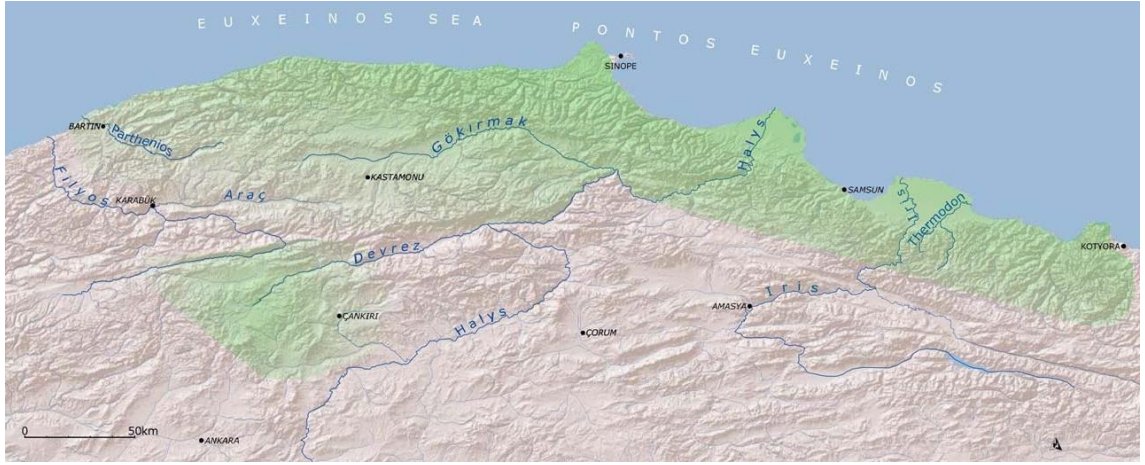 EUXEINOS SEA
PONTOS EUXEINOS
SINOPE
BARTIN
Parthenios
Gökırmak
Halys
KASTAMONU
Filyos
SAMSUN
Araç
KARABÜK
Iris
Thermodon
KOTYORA
Devrez
Iris
AMASYA
ÇANKIRI
Halys
ÇORUM
0 50km
ANKARA